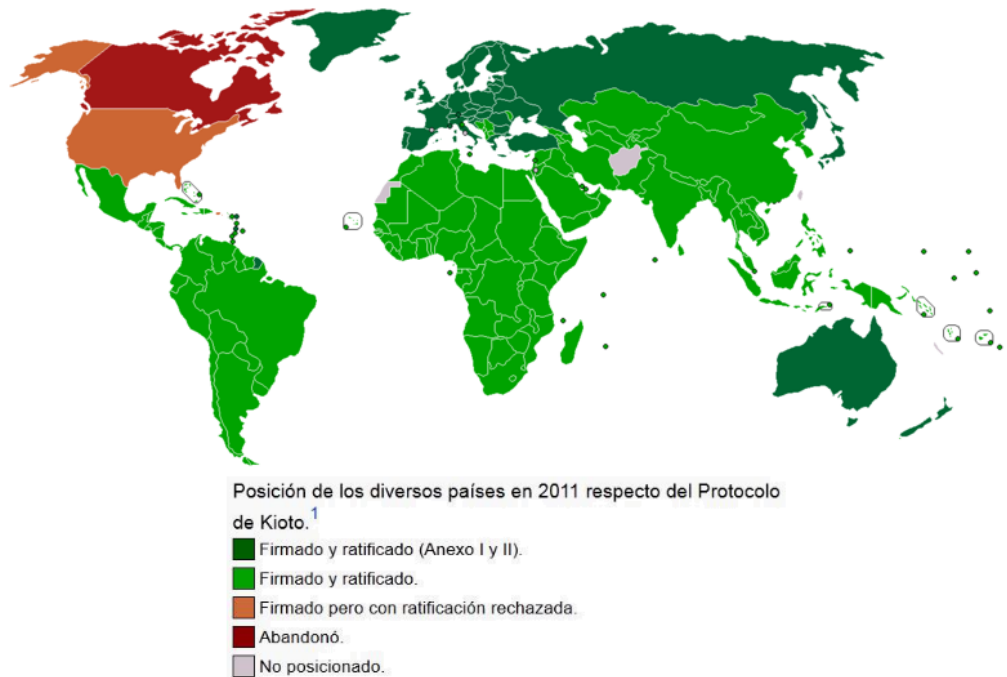 Posición de los diversos países en 2011 respecto del Protocolo
de Kioto.1
Firmado y ratificado (Anexo I y II).
Firmado y ratificado.
Firmado pero con ratificación rechazada.
Abandonó.
No posicionado.